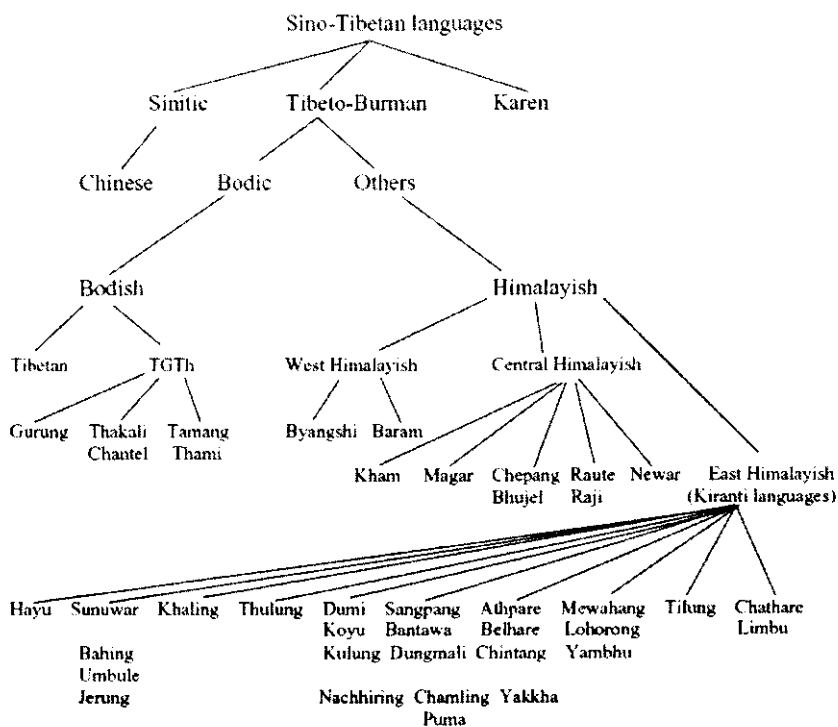 Sino-Tibetan languages
Sinitic Tibeto-Burman Karen
Chinese Bodic Others
Bodish Himalayish
Tibetan TGTh West Himalayish Central Himalayish
Gurung Thakali Tamang Byangshi Baram
Chantel Thami
Kham Magar Chepang Raute Newar East Himalayish
Bhujel Raji (Kiranti languages)
Hayu Sunuwar Khaling Thulung Dumi Sangpang Athpare Mewahang Tilung Chathare
Koyu Bantawa Belhare Lohorong Limbu
Bahing Kulung Dungmali Chintang Yambhu
Umbule
Jerung Nachhiring Chamling Yakkha
Puma